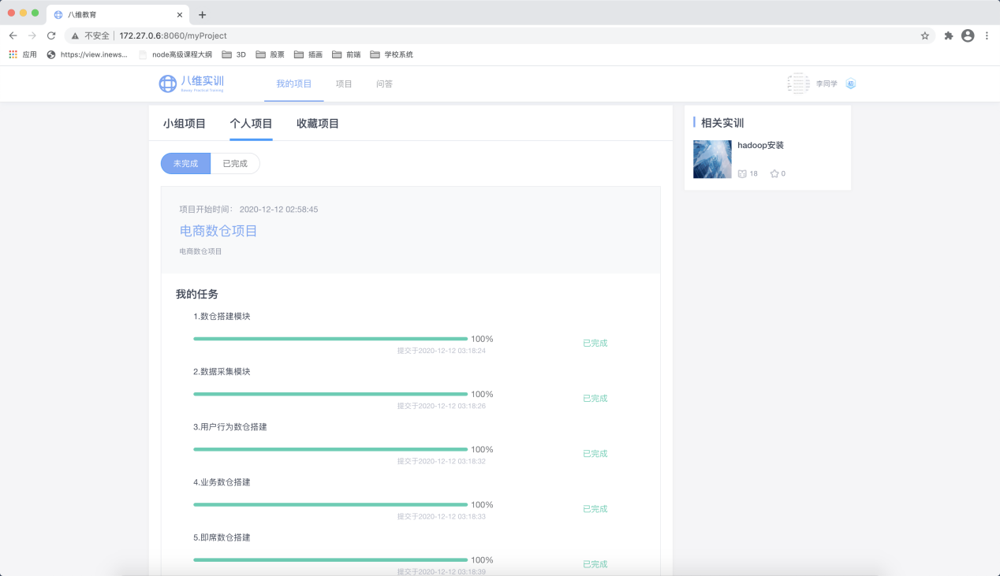 八维教育
不安全 172.27.0.6:8060/myProject
应用 https://view.inews... node高级课程大纲 3D 股票 插画 前端 学校系统
八维实训 我的项目 项目 问答 李同学
小组项目 个人项目 收藏项目
未完成 已完成
项目开始时间： 2020-12-12 02:58:45
电商数仓项目
电商数仓项目
我的任务
1.数仓搭建模块
100%
提交于2020-12-12 03:18:24
已完成
2.数据采集模块
100%
提交于2020-12-12 03:18:26
已完成
3.用户行为数仓搭建
100%
提交于2020-12-12 03:18:32
已完成
4.业务数仓搭建
100%
提交于2020-12-12 03:18:33
已完成
5.即席数仓搭建
100%
提交于2020-12-12 03:18:39
已完成
相关实训
hadoop安装
18 0